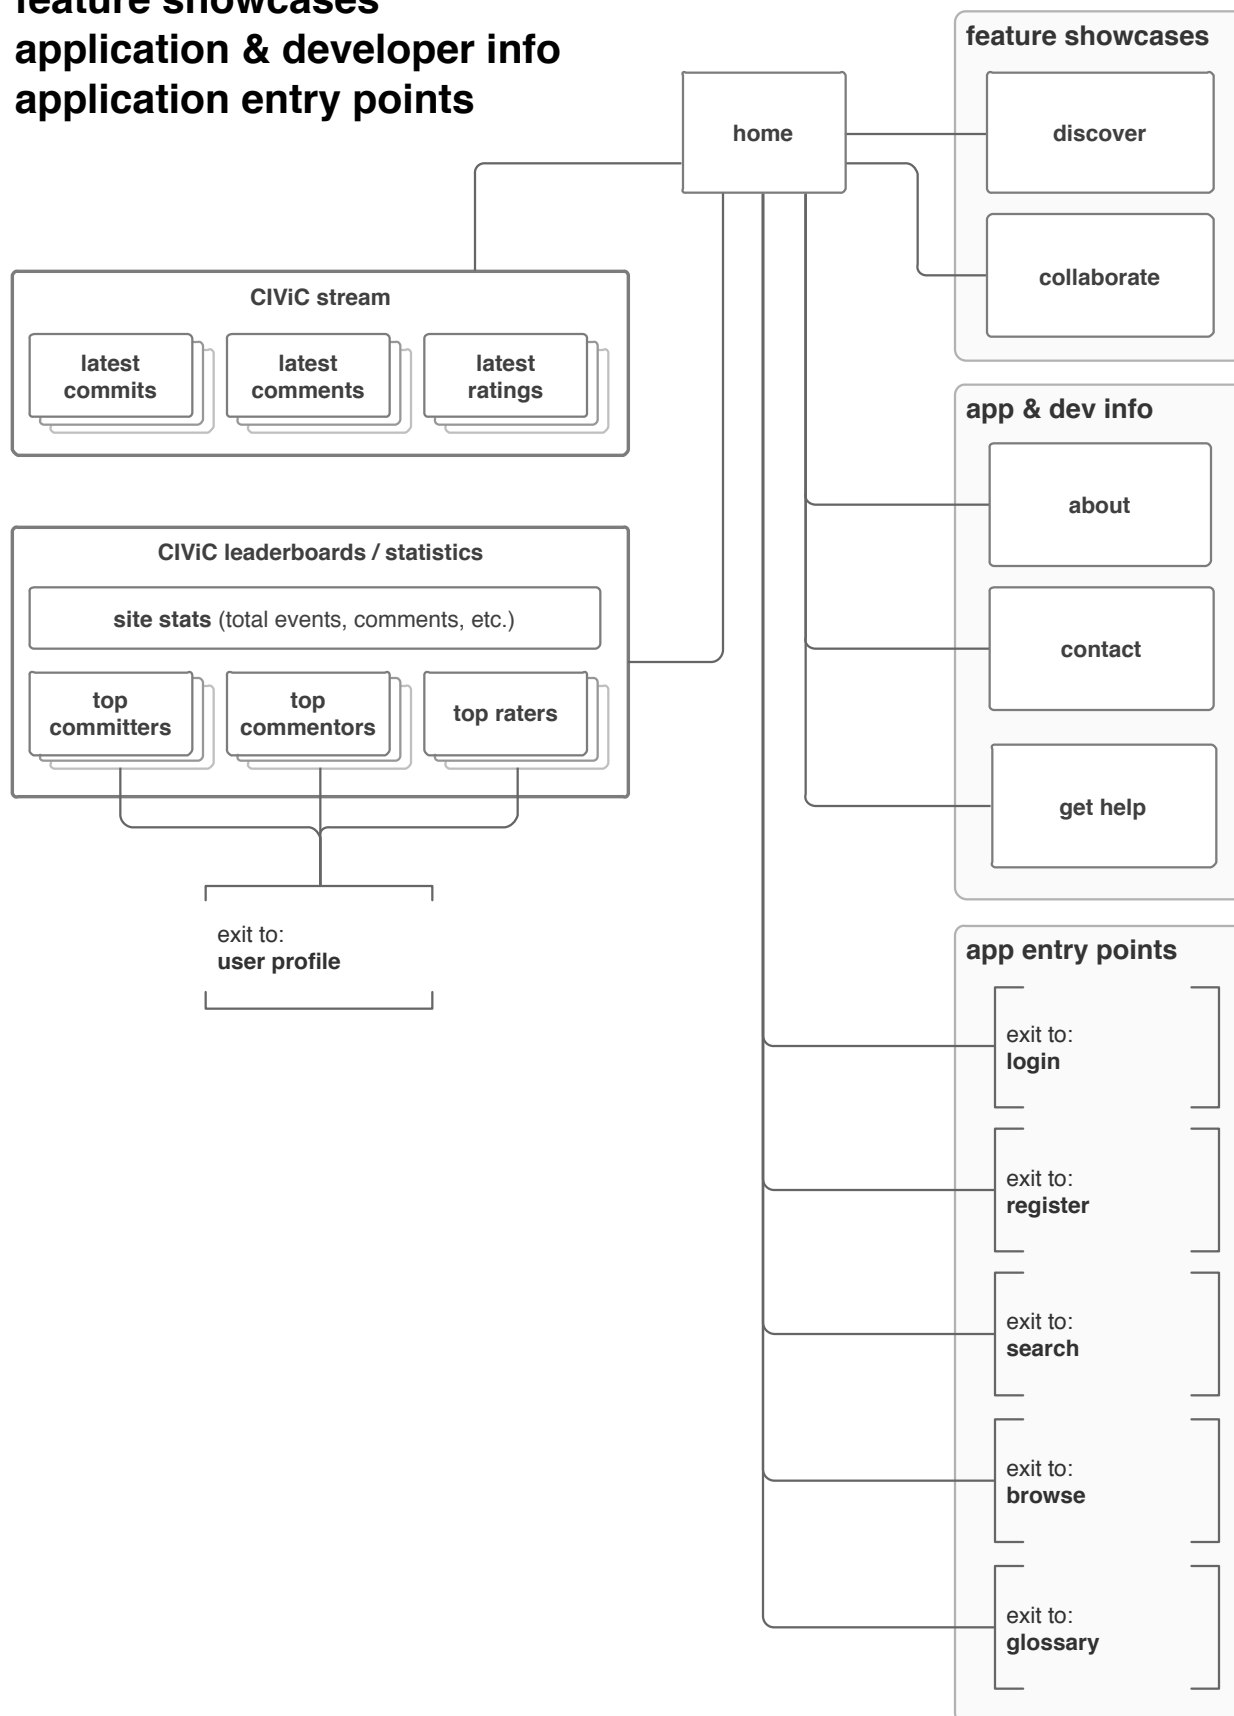 feature showcases
application & developer info
application entry points
home
feature showcases
discover
collaborate
CIViC stream
latest
commits
latest
comments
latest
ratings
app & dev info
about
contact
get help
CIViC leaderboards / statistics
site stats (total events, comments, etc.)
top
committers
top
commentors
top raters
exit to:
user profile
app entry points
exit to:
login
exit to:
register
exit to:
search
exit to:
browse
exit to:
glossary